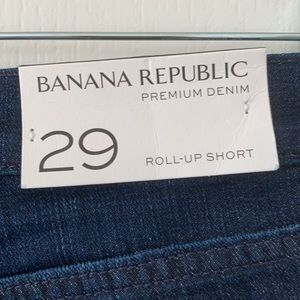 BANANA REPUBLIC
PREMIUM DENIM
29
ROLL-UP SHORT